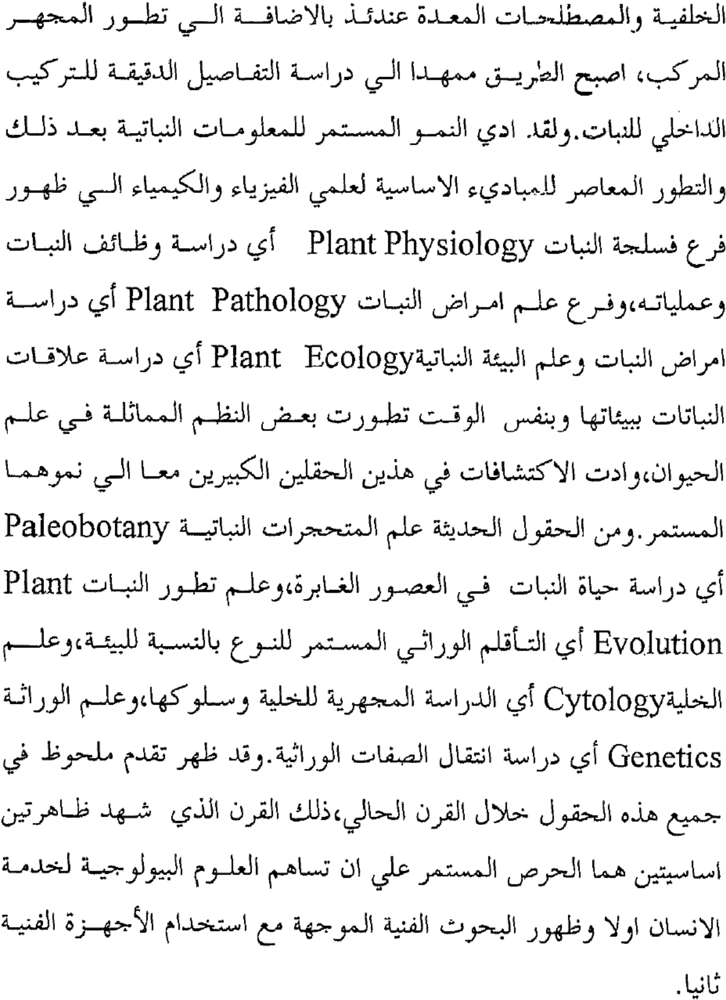 الخلفية والمصطلحات المعدة عندئذ بالاضافة الي تطور المجهر
المركب، اصبح الطريق ممهدا الي دراسة التفاصيل الدقيقة للتركيب
الداخلي للنبات.ولقد ادي النمو المستمر للمعلومات النباتية بعد ذلك
والتطور المعاصر للمباديء الاساسية لعلمي الفيزياء والكيمياء الي ظهور
فرع فسلجة النبات Plant Physiology أي دراسة وظائف النبات
وعملياته،وفرع علم امراض النبات Plant Pathology أي دراسة
امراض النبات وعلم البيئة النباتيةPlant Ecology أي دراسة علاقات
النباتات ببيئاتها وبنفس الوقت تطورت بعض النظم المماثلة في علم
الحيوان،وادت الاكتشافات في هذين الحقلين الكبيرين معا الي نموهما
المستمر.ومن الحقول الحديثة علم المتحجرات النباتية Paleobotany
أي دراسة حياة النبات في العصور الغابرة،وعلم تطور النبات Plant
Evolution أي التأقلم الوراثي المستمر للنوع بالنسبة للبيئة،وعلم
الخليةCytology أي الدراسة المجهرية للخلية وسلوكها،وعلم الوراثة
Genetics أي دراسة انتقال الصفات الوراثية.وقد ظهر تقدم ملحوظ في
جميع هذه الحقول خلال القرن الحالي،ذلك القرن الذي شهد ظاهرتين
اساسيتين هما الحرص المستمر علي ان تساهم العلوم البيولوجية لخدمة
الانسان اولا وظهور البحوث الفنية الموجهة مع استخدام الأجهزة الفنية
ثانيا.